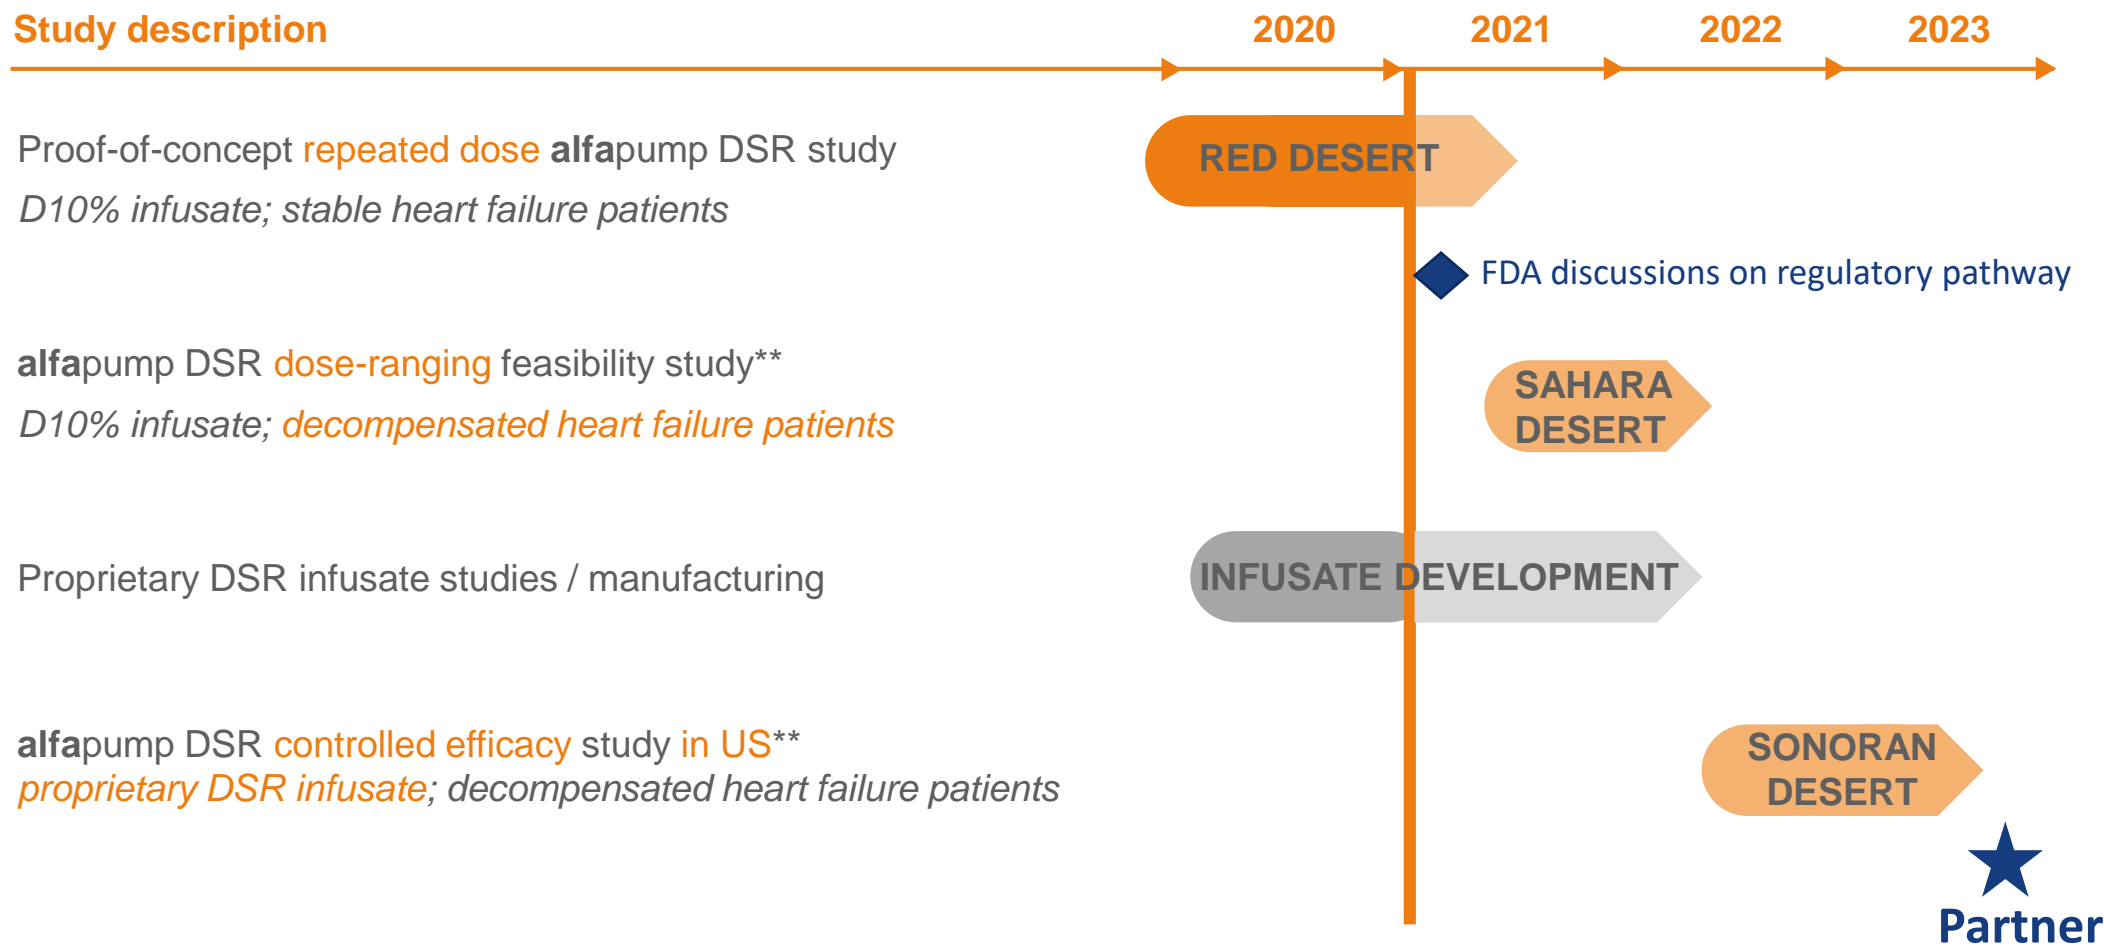 Study description 2020 2021 2022 2023
Proof-of-concept repeated dose alfapump DSR study
D10% infusate; stable heart failure patients
RED DESERT
FDA discussions on regulatory pathway
alfapump DSR dose-ranging feasibility study**
D10% infusate; decompensated heart failure patients
SAHARA
DESERT
Proprietary DSR infusate studies / manufacturing
INFUSATE DEVELOPMENT
alfapump DSR controlled efficacy study in US**
proprietary DSR infusate; decompensated heart failure patients
SONORAN
DESERT
Partner